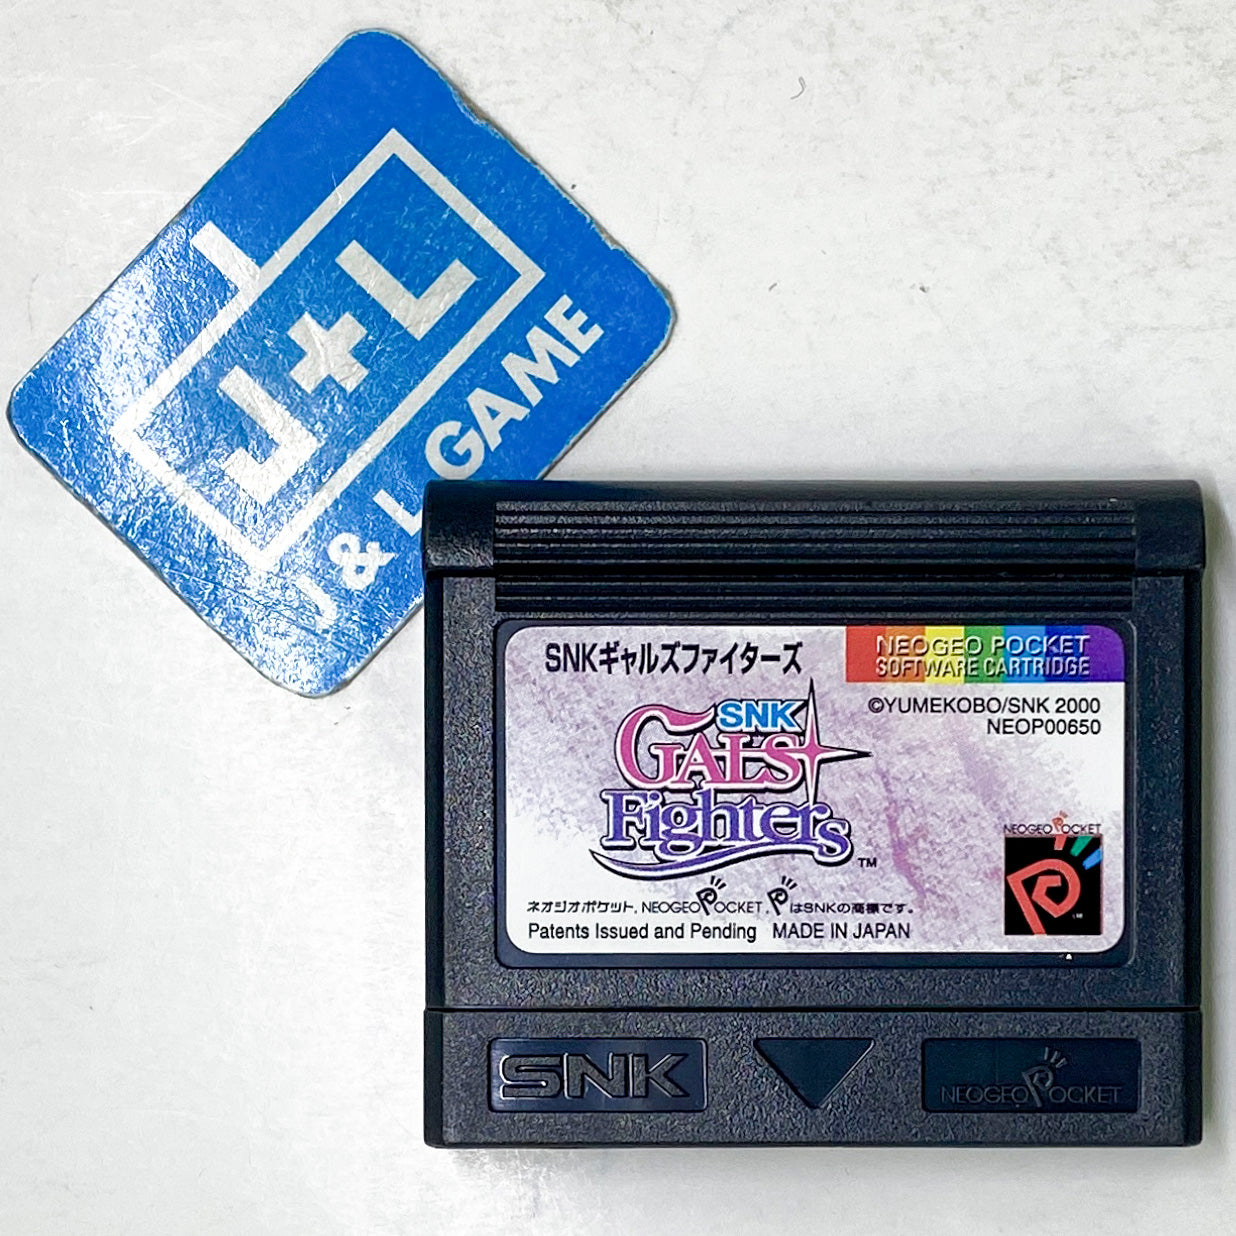 J+L
J & L GAME
SNKギャルズファイターズ
NEOGEO POCKET
SOFTWARE CARTRIDGE
©YUMEKOBO/SNK 2000
NEOP00650
SNK
GALS'
Fighters
TM
NEOGEO POCKET
ネオジオポケット, NEOGEO POCKET, PはSNKの商標です。
Patents Issued and Pending MADE IN JAPAN
SNK
NEOGEO POCKET